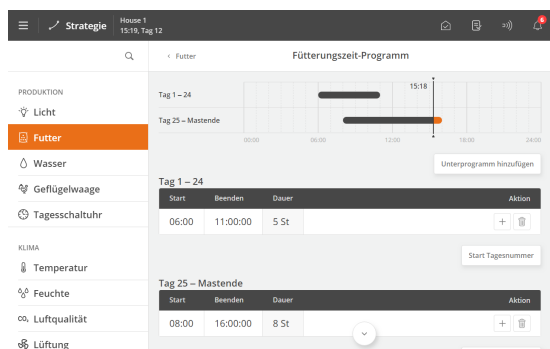 Strategie
House 1
15:19, Tag 12
6
Futter
Fütterungszeit-Programm
PRODUKTION
Licht
Futter
Wasser
Geflügelwaage
Tagesschaltuhr
KLIMA
Temperatur
Feuchte
CO₂ Luftqualität
Lüftung
15:18
Tag 1 – 24
Tag 25 – Mastende
00:00 06:00 12:00 18:00 24:00
Unterprogramm hinzufügen
Tag 1 – 24
Start Beenden Dauer Aktion
06:00 11:00:00 5 St
Start Tagesnummer
Tag 25 – Mastende
Start Beenden Dauer Aktion
08:00 16:00:00 8 St